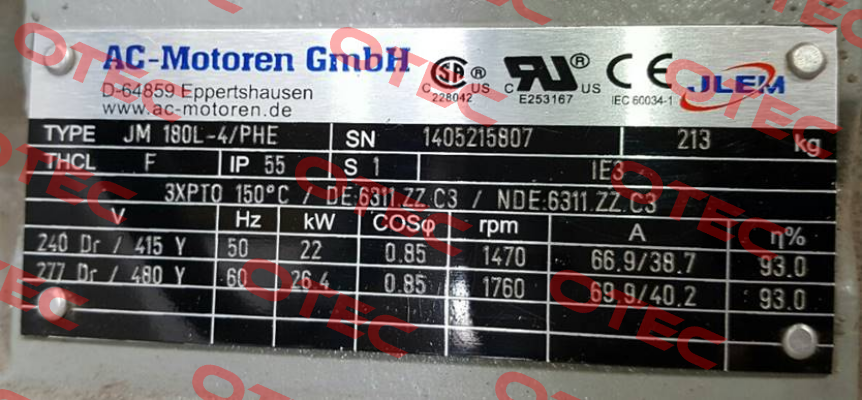 AC-Motoren GmbH
D-64859 Eppertshausen
www.ac-motoren.de
SA ® C US 228042
C RU ® US E253167
CE IEC 60034-1
JLEM
TYPE JM 180L-4/PHE SN 1405215807 213 kg
THCL F IP 55 S 1 IE3
3XPTO 150°C / DE:6311.ZZ.C3 / NDE:6311.ZZ.C3
V Hz kW COSφ rpm A η%
240 Dr / 415 Y 50 22 0.85 1470 66.9/38.7 93.0
277 Dr / 480 Y 60 26.4 0.85 1760 69.9/40.2 93.0
OTEC